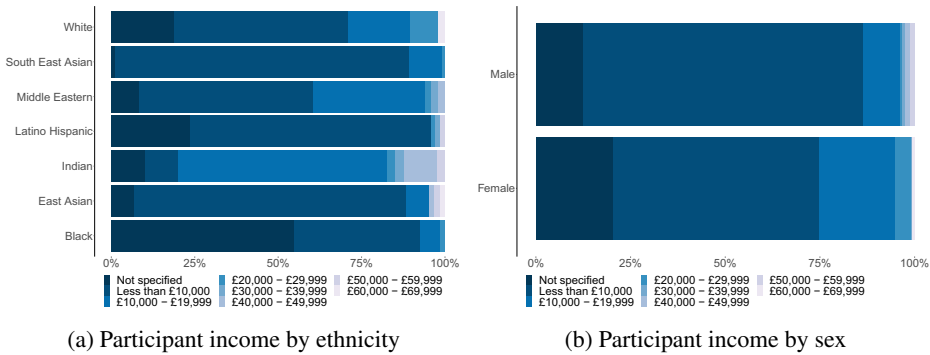 White
South East Asian
Middle Eastern
Latino Hispanic
Indian
East Asian
Black
0% 25% 50% 75% 100%
Not specified £20,000 − £29,999 £50,000 − £59,999
Less than £10,000 £30,000 − £39,999 £60,000 − £69,999
£10,000 − £19,999 £40,000 − £49,999
(a) Participant income by ethnicity
Male
Female
0% 25% 50% 75% 100%
Not specified £20,000 − £29,999 £50,000 − £59,999
Less than £10,000 £30,000 − £39,999 £60,000 − £69,999
£10,000 − £19,999 £40,000 − £49,999
(b) Participant income by sex